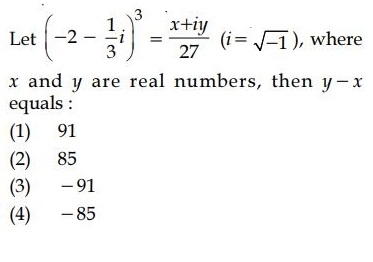 Let (−2 − 1/3 i)³ = x+iy/27 (i= √−1), where
x and y are real numbers, then y−x
equals :
(1) 91
(2) 85
(3) −91
(4) −85